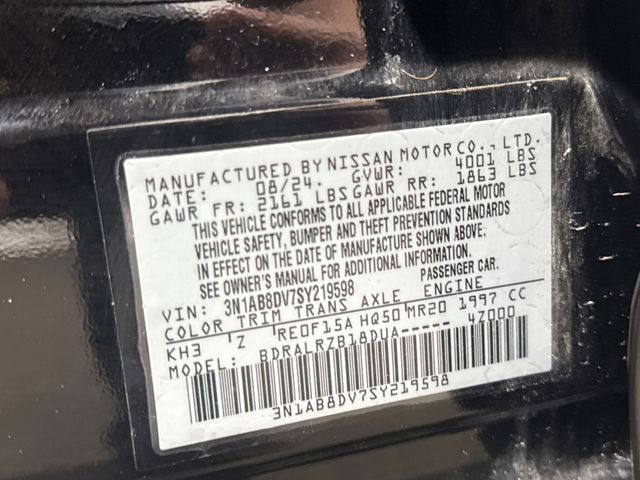 MANUFACTURED BY NISSAN MOTOR CO., LTD.
DATE: 08/24. GVWR: 4001 LBS
GAWR FR: 2161 LBS GAWR RR: 1863 LBS
THIS VEHICLE CONFORMS TO ALL APPLICABLE FEDERAL MOTOR
VEHICLE SAFETY, BUMPER AND THEFT PREVENTION STANDARDS
IN EFFECT ON THE DATE OF MANUFACTURE SHOWN ABOVE.
SEE OWNER'S MANUAL FOR ADDITIONAL INFORMATION.
VIN: 3N1AB8DV7SY219598 PASSENGER CAR.
COLOR TRIM TRANS AXLE ENGINE
KH3 Z RE0F15A HQ50 MR20 1997 CC
MODEL: BDRALRZB18DUA----- 4Z000
3N1AB8DV7SY219598